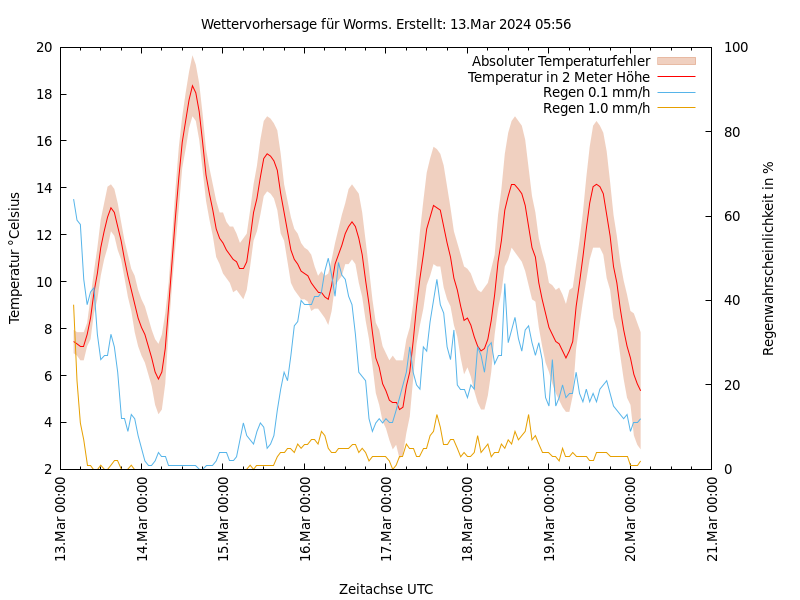 Wettervorhersage für Worms. Erstellt: 13.Mar 2024 05:56
Absoluter Temperaturfehler
Temperatur in 2 Meter Höhe
Regen 0.1 mm/h
Regen 1.0 mm/h
Temperatur °Celsius
20
18
16
14
12
10
8
6
4
2
100
80
60
40
20
0
Regenwahrscheinlichkeit in %
13.Mar 00:00
14.Mar 00:00
15.Mar 00:00
16.Mar 00:00
17.Mar 00:00
18.Mar 00:00
19.Mar 00:00
20.Mar 00:00
21.Mar 00:00
Zeitachse UTC